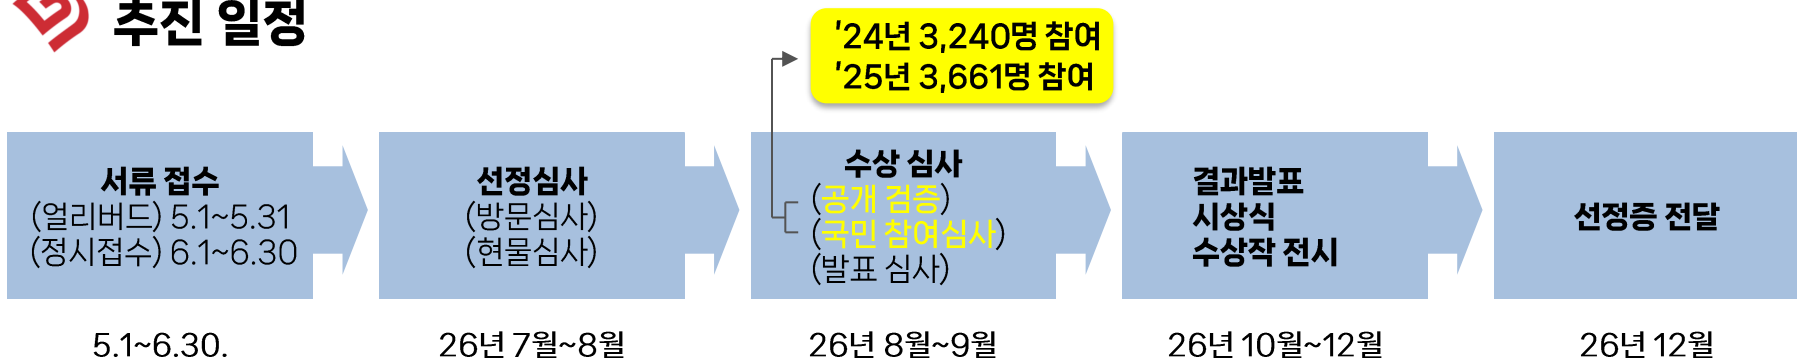 추진 일정
’24년 3,240명 참여
’25년 3,661명 참여
서류 접수
(얼리버드) 5.1~5.31
(정시접수) 6.1~6.30
5.1~6.30.
선정심사
(방문심사)
(현물심사)
26년 7월~8월
수상 심사
(공개 검증)
(국민 참여심사)
(발표 심사)
26년 8월~9월
결과발표
시상식
수상작 전시
26년 10월~12월
선정증 전달
26년 12월